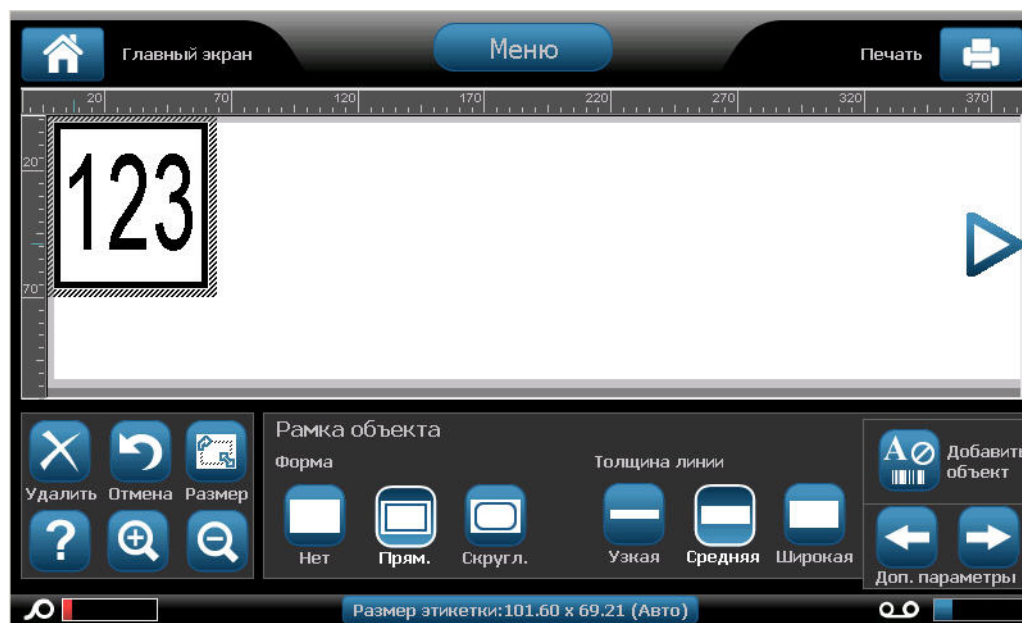 Главный экран
Меню
Печать
20 70 120 170 220 270 320 370
20
70
123
Рамка объекта
Форма
Толщина линии
Удалить Отмена Размер
?
Нет
Прям.
Скругл.
Узкая
Средняя
Широкая
A
Добавить
объект
Доп. параметры
Размер этикетки:101.60 x 69.21 (Авто)